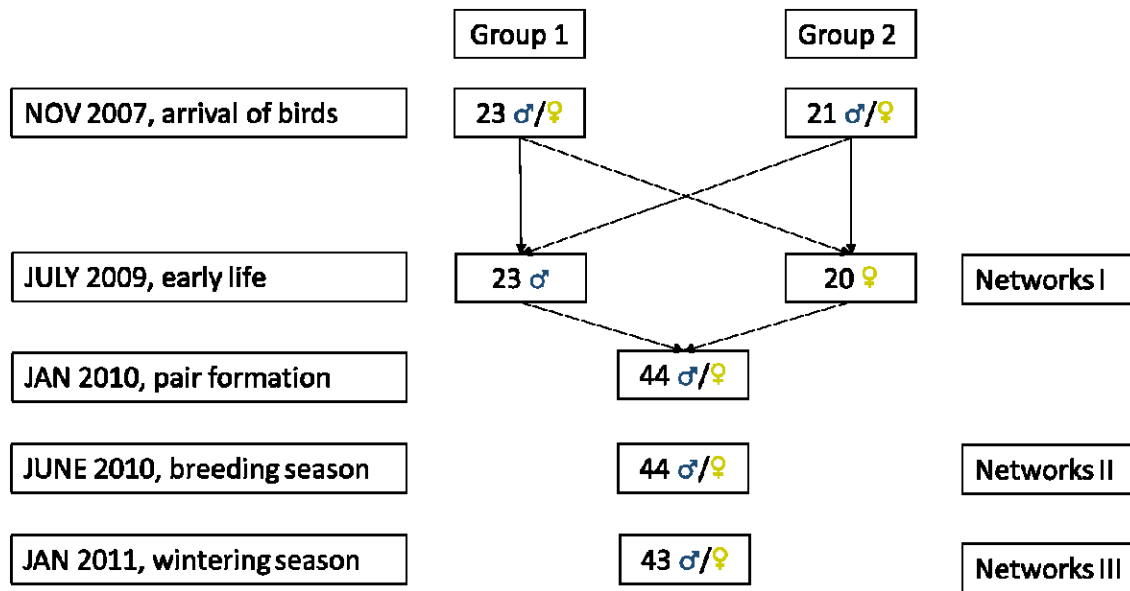 Group 1 Group 2
NOV 2007, arrival of birds 23 ♂/♀ 21 ♂/♀
JULY 2009, early life 23 ♂ 20 ♀ Networks I
JAN 2010, pair formation 44 ♂/♀
JUNE 2010, breeding season 44 ♂/♀ Networks II
JAN 2011, wintering season 43 ♂/♀ Networks III